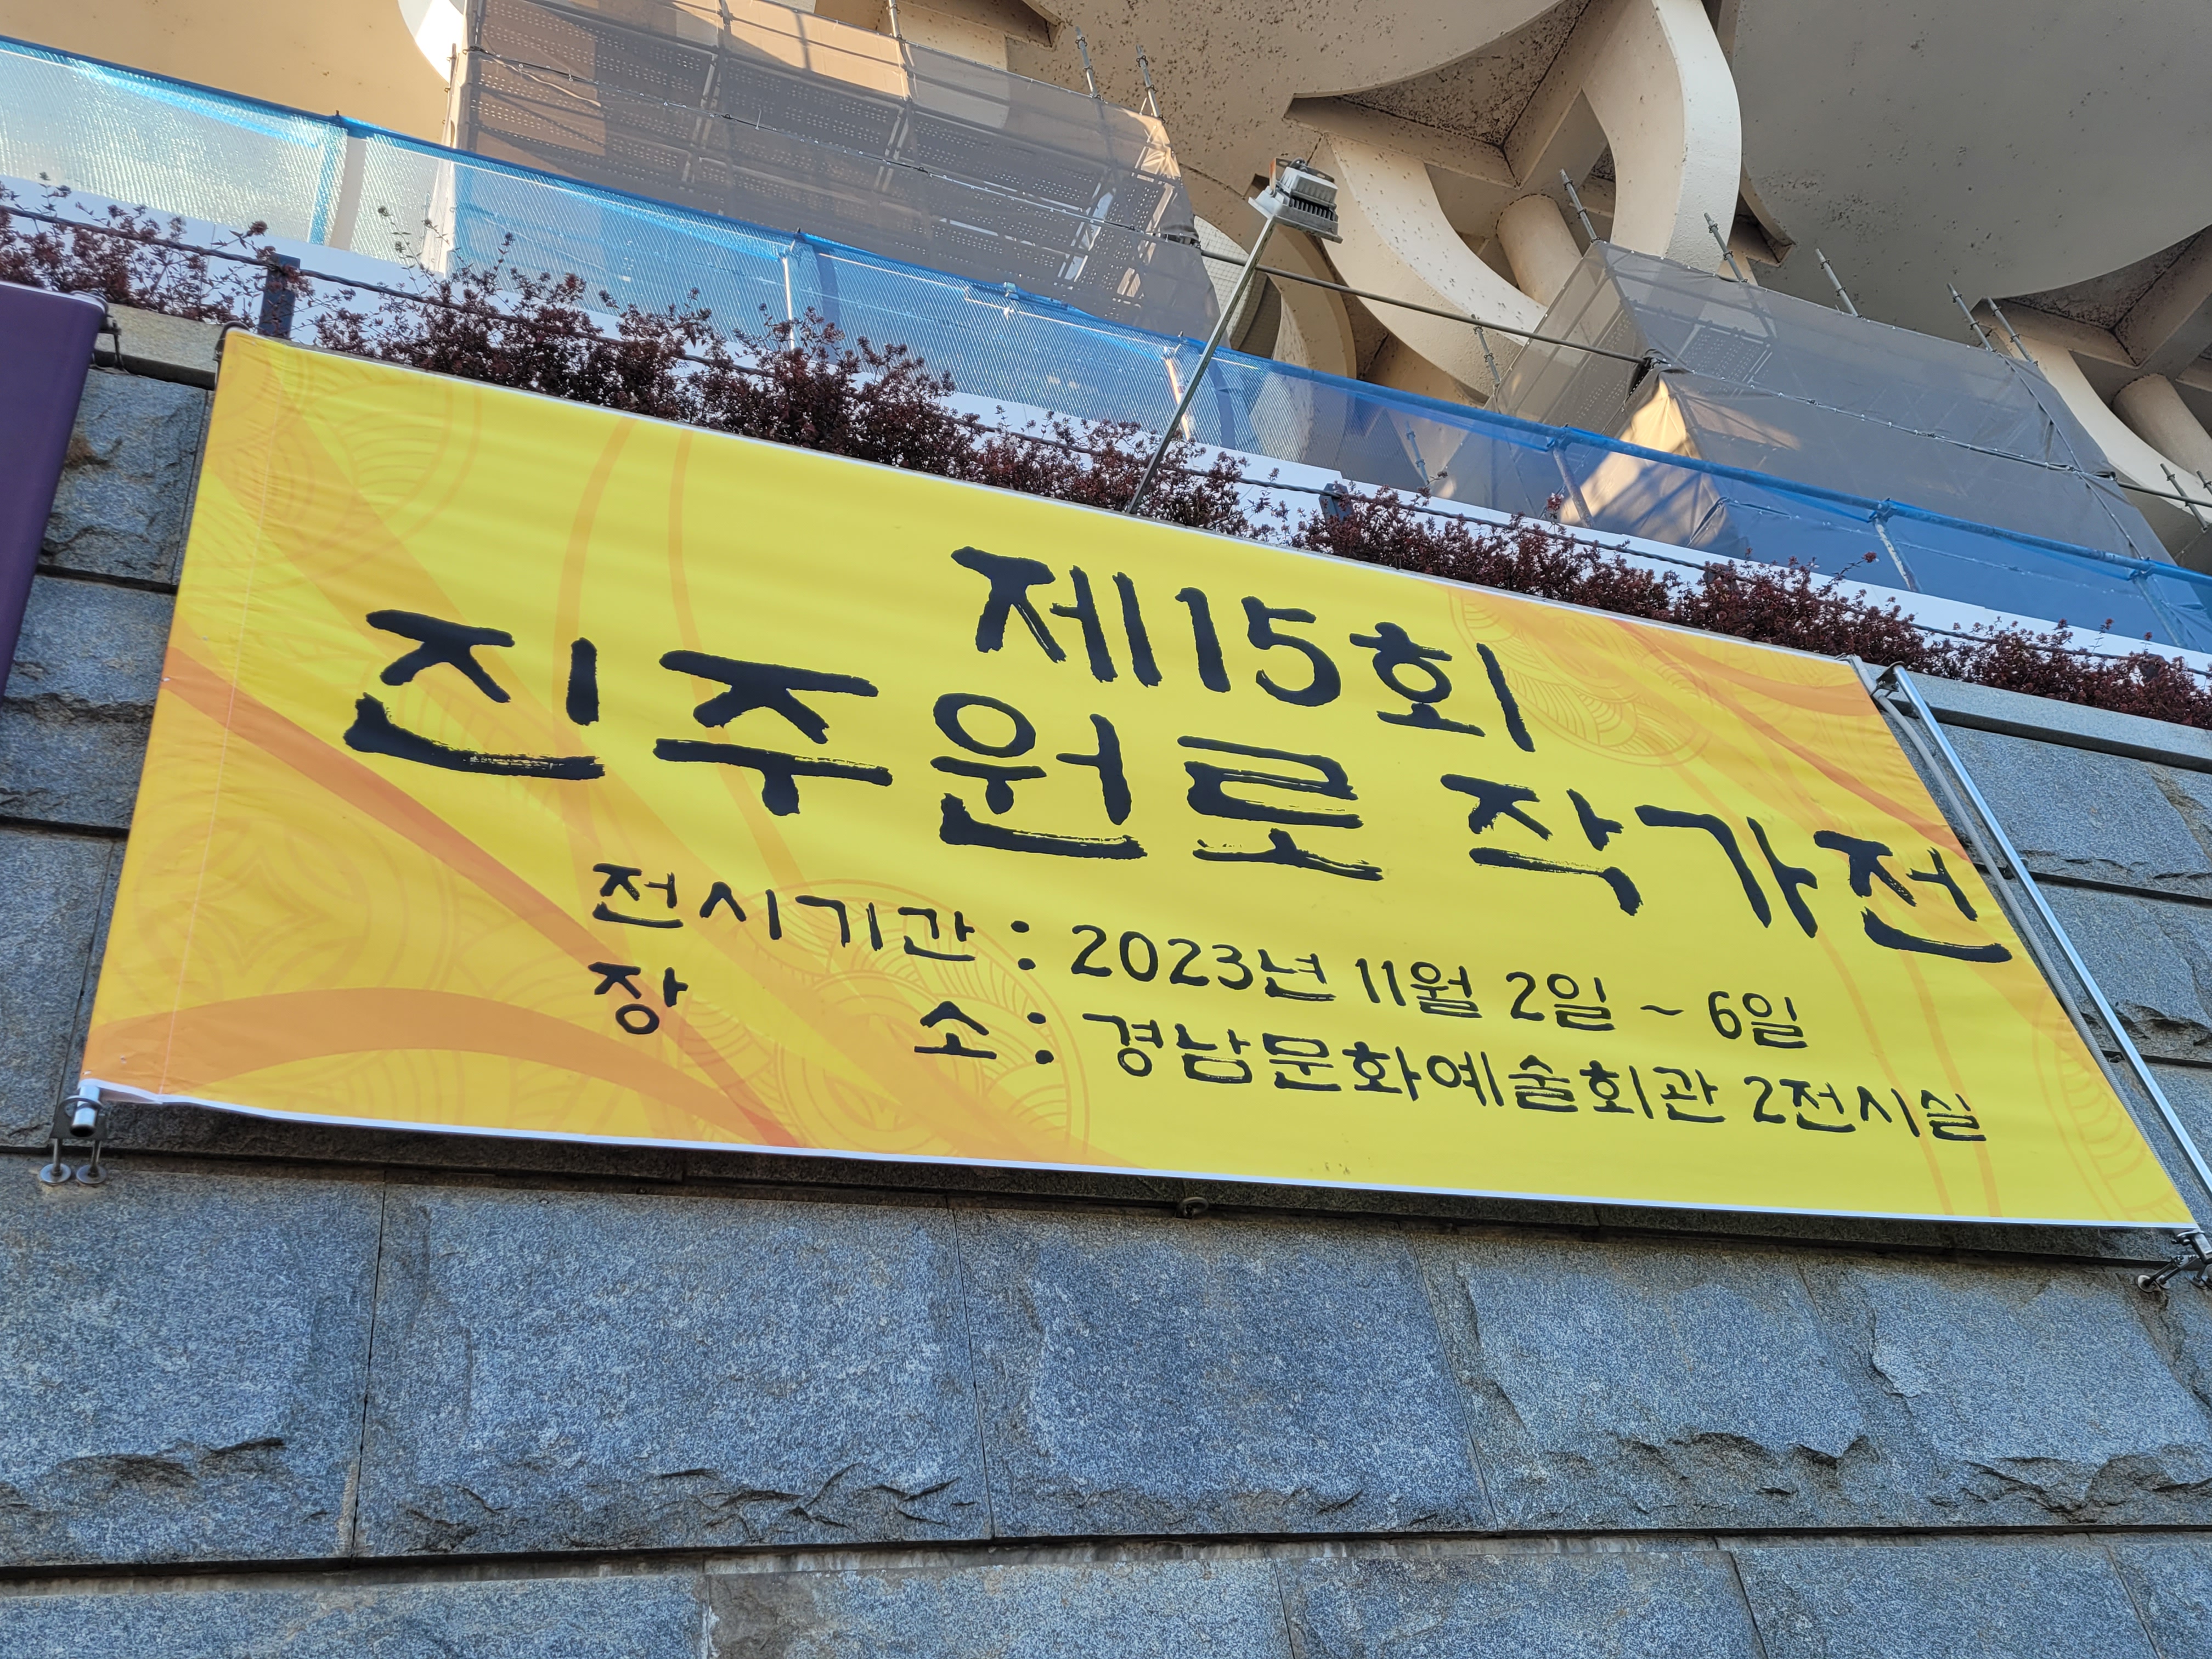 제15회
진주원로 작가전
전시기간 : 2023년 11월 2일 ~ 6일
장 소 : 경남문화예술회관 2전시실